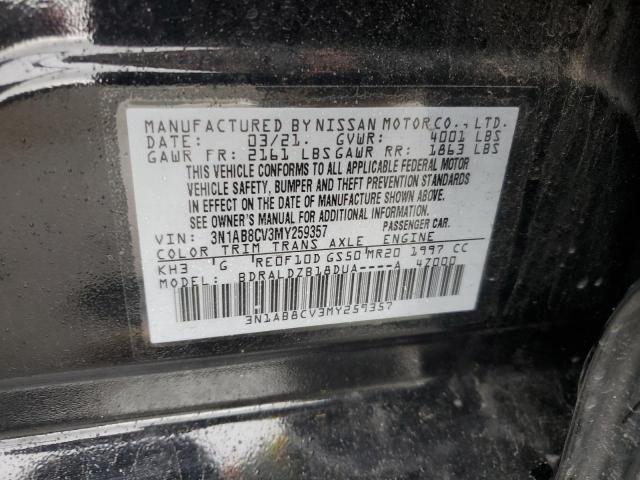 MANUFACTURED BY NISSAN MOTOR CO., LTD.
DATE: 03/21. GVWR: 4001 LBS
GAWR FR: 2161 LBS GAWR RR: 1863 LBS
THIS VEHICLE CONFORMS TO ALL APPLICABLE FEDERAL MOTOR
VEHICLE SAFETY, BUMPER AND THEFT PREVENTION STANDARDS
IN EFFECT ON THE DATE OF MANUFACTURE SHOWN ABOVE.
SEE OWNER'S MANUAL FOR ADDITIONAL INFORMATION.
VIN: 3N1AB8CV3MY259357 PASSENGER CAR
COLOR TRIM TRANS AXLE ENGINE
KH3 'G 'RE0F10D GS50'MR20 1997 CC
MODEL: BDRALDZB18DUA----A 4Z000
3N1AB8CV3MY259357